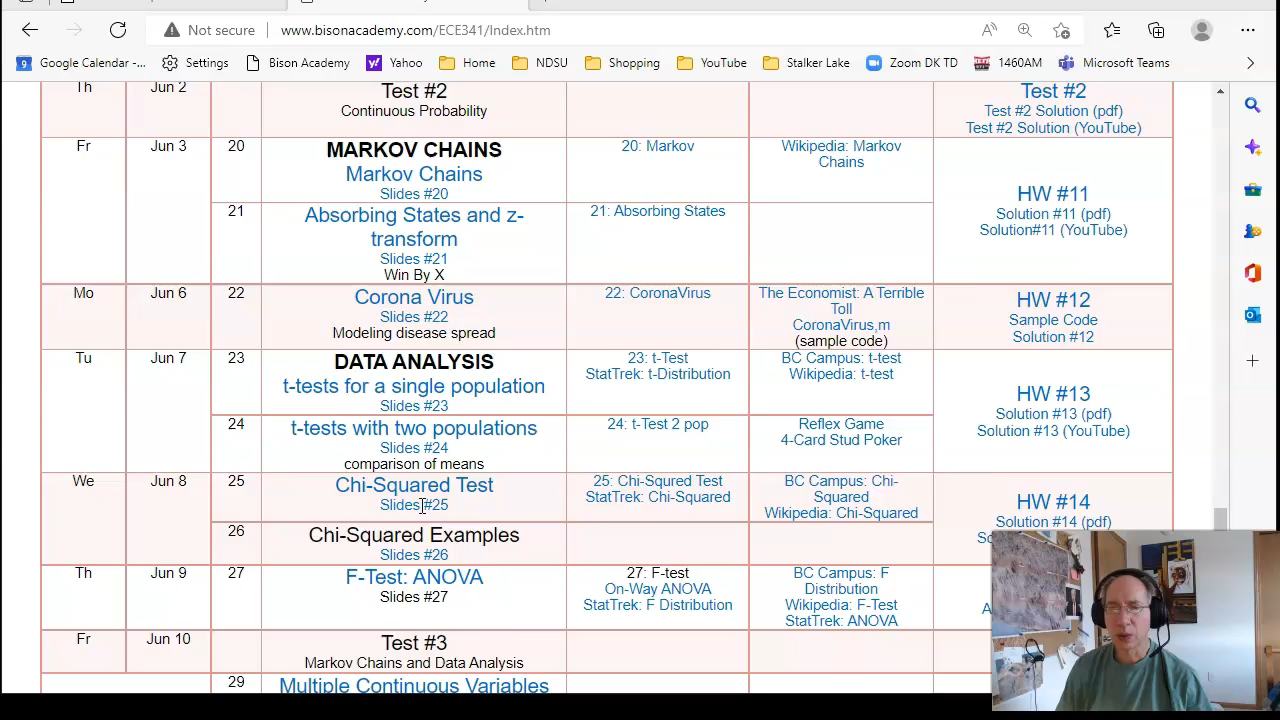 Not secure
www.bisonacademy.com/ECE341/Index.htm
Google Calendar -...
Settings
Bison Academy
Yahoo
Home
NDSU
Shopping
YouTube
Stalker Lake
Zoom DK TD
1460AM
Microsoft Teams
Th
Jun 2
Test #2
Continuous Probability
Test #2
Test #2 Solution (pdf)
Test #2 Solution (YouTube)
Fr
Jun 3
20
MARKOV CHAINS
Markov Chains
Slides #20
20: Markov
Wikipedia: Markov
Chains
HW #11
Solution #11 (pdf)
Solution#11 (YouTube)
21
Absorbing States and z-
transform
Slides #21
Win By X
21: Absorbing States
Mo
Jun 6
22
Corona Virus
Slides #22
Modeling disease spread
22: CoronaVirus
The Economist: A Terrible
Toll
CoronaVirus,m
(sample code)
HW #12
Sample Code
Solution #12
Tu
Jun 7
23
DATA ANALYSIS
t-tests for a single population
Slides #23
23: t-Test
StatTrek: t-Distribution
BC Campus: t-test
Wikipedia: t-test
HW #13
Solution #13 (pdf)
Solution #13 (YouTube)
24
t-tests with two populations
Slides #24
comparison of means
24: t-Test 2 pop
Reflex Game
4-Card Stud Poker
We
Jun 8
25
Chi-Squared Test
Slides #25
25: Chi-Squred Test
StatTrek: Chi-Squared
BC Campus: Chi-
Squared
Wikipedia: Chi-Squared
HW #14
Solution #14 (pdf)
26
Chi-Squared Examples
Slides #26
Th
Jun 9
27
F-Test: ANOVA
Slides #27
27: F-test
On-Way ANOVA
StatTrek: F Distribution
BC Campus: F
Distribution
Wikipedia: F-Test
StatTrek: ANOVA
Fr
Jun 10
Test #3
Markov Chains and Data Analysis
29
Multiple Continuous Variables